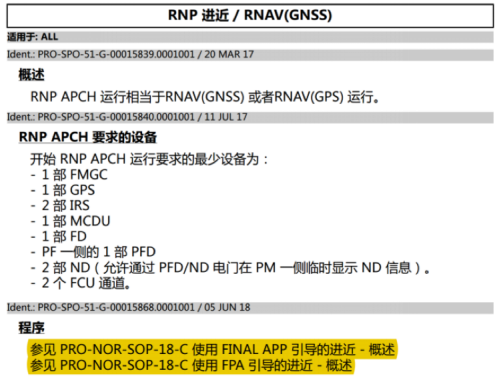 RNP 进近 / RNAV(GNSS)
适用于: ALL
Ident.: PRO-SPO-51-G-00015839.0001001 / 20 MAR 17
概述
RNP APCH 运行相当于RNAV(GNSS) 或者RNAV(GPS) 运行。
Ident.: PRO-SPO-51-G-00015840.0001001 / 11 JUL 17
RNP APCH 要求的设备
开始 RNP APCH 运行要求的最少设备为：
- 1 部 FMGC
- 1 部 GPS
- 2 部 IRS
- 1 部 MCDU
- 1 部 FD
- PF 一侧的 1 部 PFD
- 2 部 ND（允许通过 PFD/ND 电门在 PM 一侧临时显示 ND 信息）。
- 2 个 FCU 通道。
Ident.: PRO-SPO-51-G-00015868.0001001 / 05 JUN 18
程序
参见 PRO-NOR-SOP-18-C 使用 FINAL APP 引导的进近 - 概述
参见 PRO-NOR-SOP-18-C 使用 FPA 引导的进近 - 概述